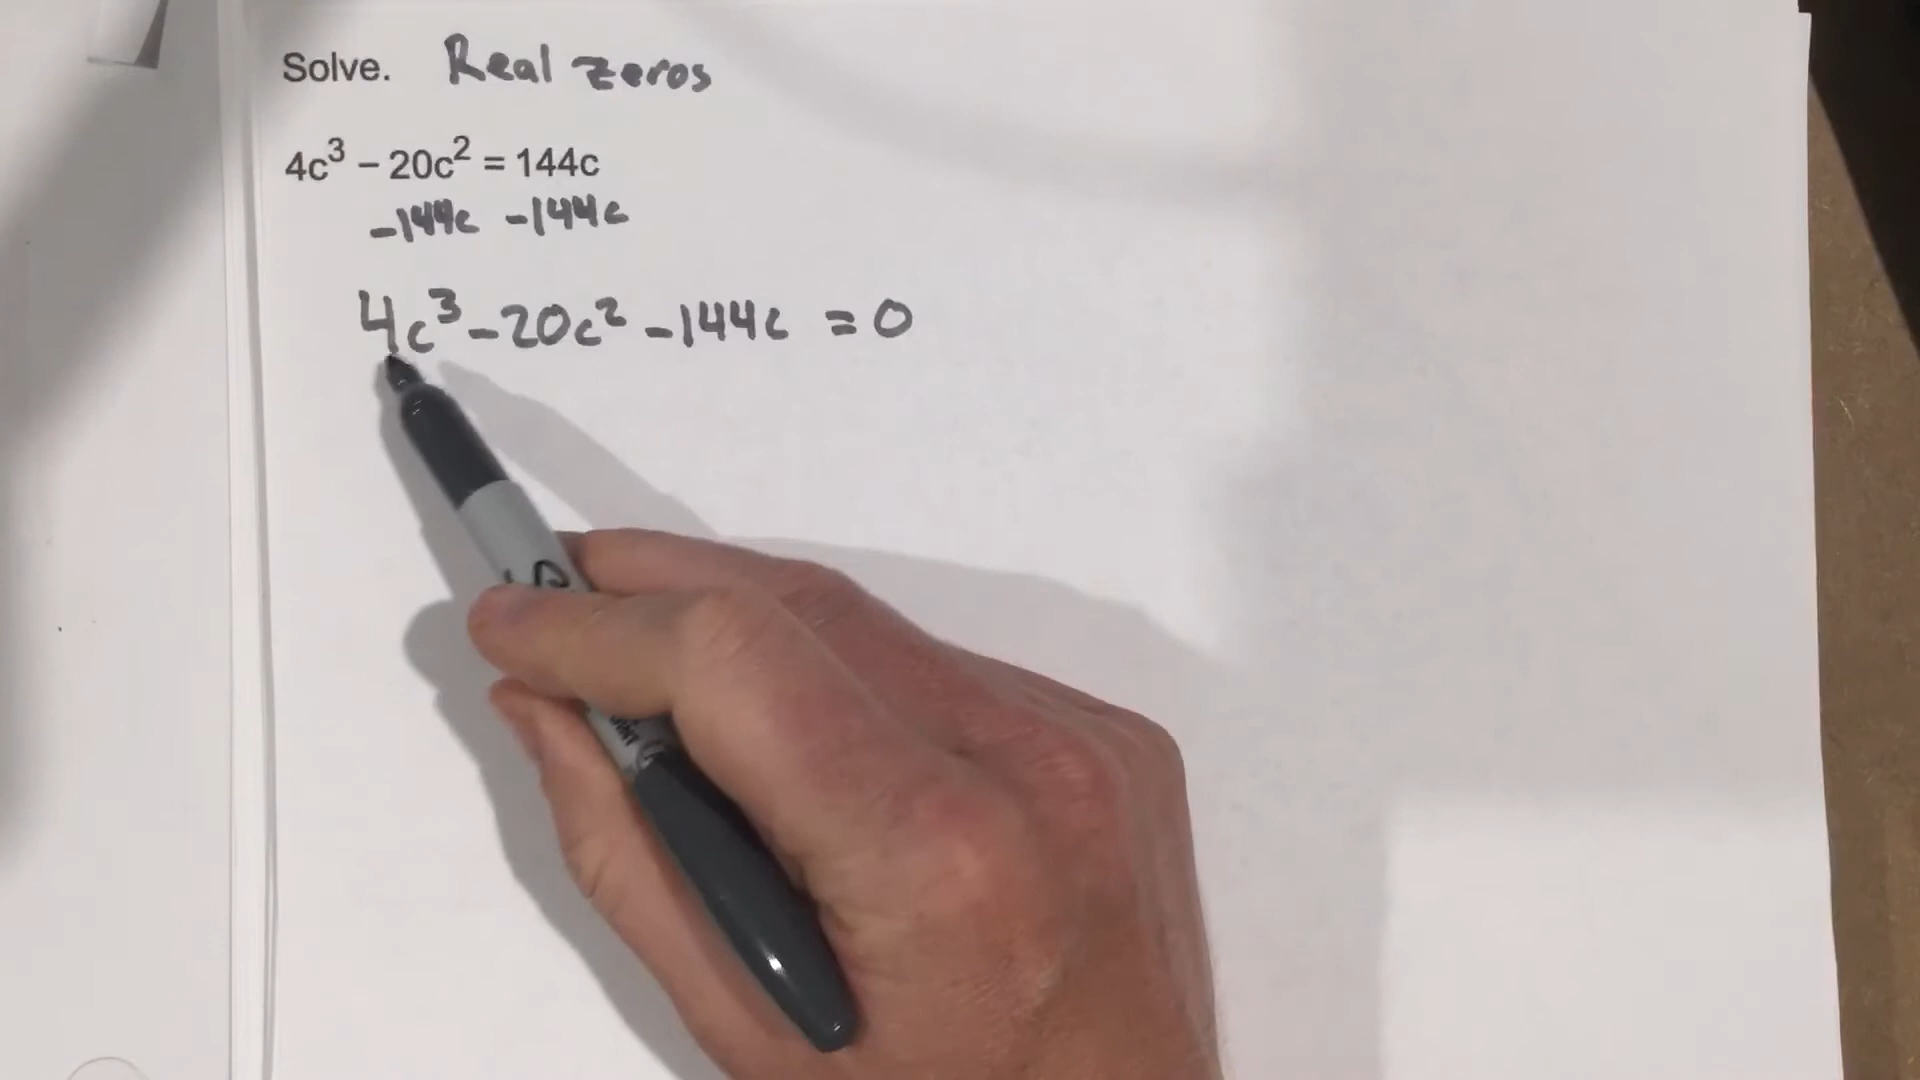 Solve. Real zeros
4c³ – 20c² = 144c
-144c -144c
4c³ -20c² -144c = 0